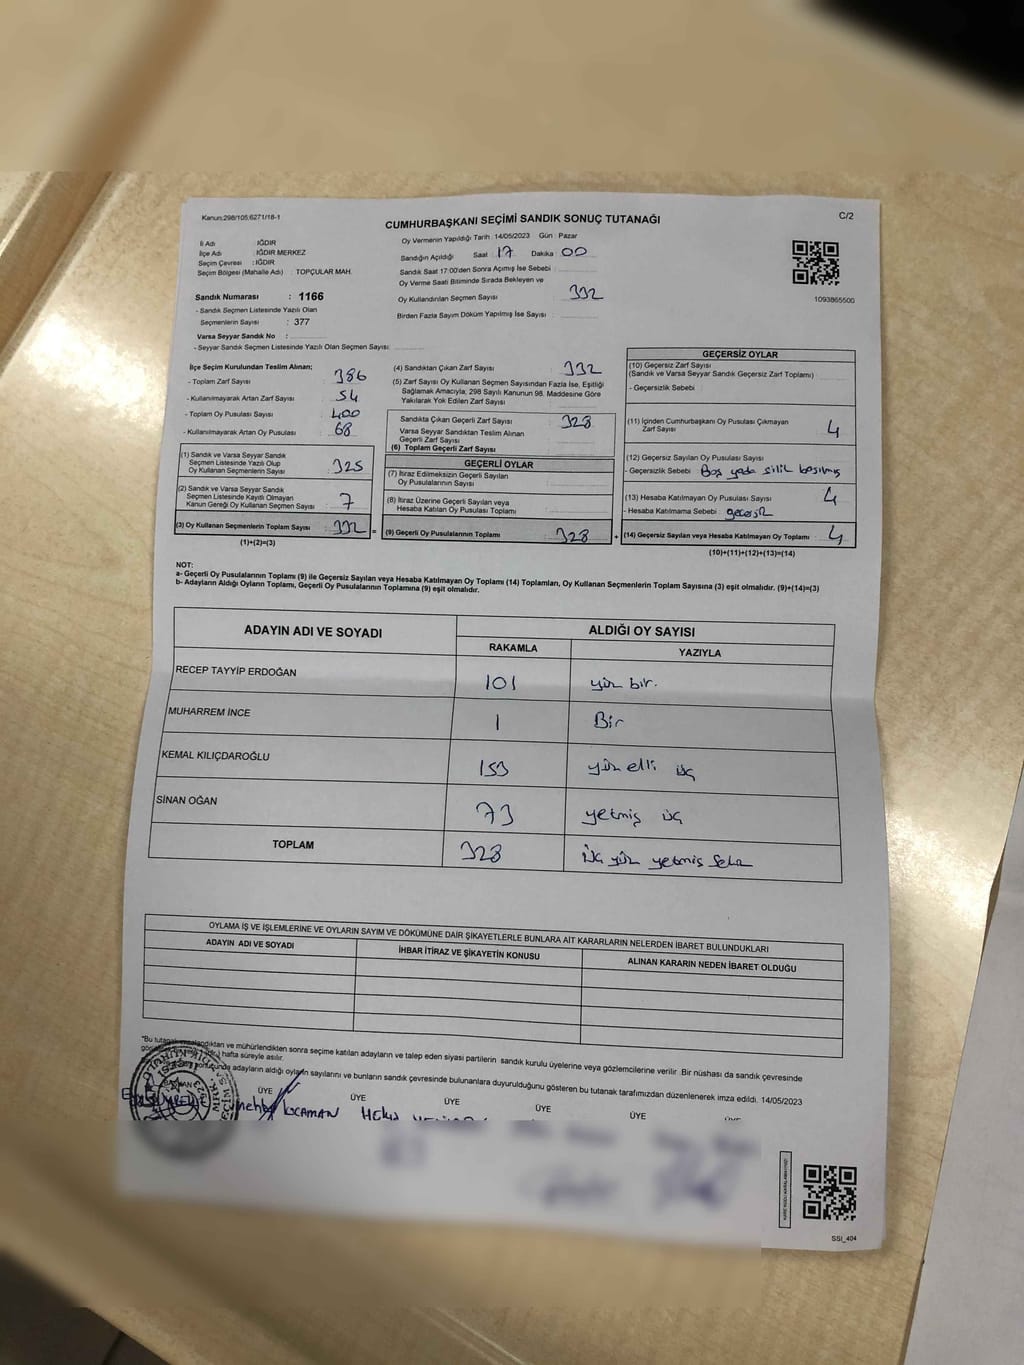 Kanun:298/105;6271/18-1
CUMHURBAŞKANI SEÇİMİ SANDIK SONUÇ TUTANAĞI
C/2
İl Adı : IĞDIR
İlçe Adı : IĞDIR MERKEZ
Seçim Çevresi : IĞDIR
Seçim Bölgesi (Mahalle Adı) : TOPÇULAR MAH.
Sandık Numarası : 1166
- Sandık Seçmen Listesinde Yazılı Olan
Seçmenlerin Sayısı : 377
Varsa Seyyar Sandık No :
- Seyyar Sandık Seçmen Listesinde Yazılı Olan Seçmen Sayısı:
Oy Vermenin Yapıldığı Tarih : 14/05/2023 Gün : Pazar
Sandığın Açıldığı Saat 17 Dakika 00
Sandık Saat 17:00'den Sonra Açımış İse Sebebi :
Oy Verme Saati Bitiminde Sırada Bekleyen ve
Oy Kullandırılan Seçmen Sayısı : 332
Birden Fazla Sayım Döküm Yapılmış İse Sayısı :
1093865500
İlçe Seçim Kurulundan Teslim Alınan;
- Toplam Zarf Sayısı : 386
- Kullanılmayarak Artan Zarf Sayısı : 54
- Toplam Oy Pusulası Sayısı : 400
- Kullanılmayarak Artan Oy Pusulası : 68
(1) Sandık ve Varsa Seyyar Sandık
Seçmen Listesinde Yazılı Olup
Oy Kullanan Seçmenlerin Sayısı : 325
(2) Sandık ve Varsa Seyyar Sandık
Seçmen Listesinde Kayıtlı Olmayan
Kanun Gereği Oy Kullanan Seçmen Sayısı : 7
(3) Oy Kullanan Seçmenlerin Toplam Sayısı : 332 =
(1)+(2)=(3)
(4) Sandıktan Çıkan Zarf Sayısı : 332
(5) Zarf Sayısı Oy Kullanan Seçmen Sayısından Fazla İse, Eşitliği
Sağlamak Amacıyla; 298 Sayılı Kanunun 98. Maddesine Göre
Yakılarak Yok Edilen Zarf Sayısı :
Sandıkta Çıkan Geçerli Zarf Sayısı : 328
Varsa Seyyar Sandıktan Teslim Alınan
Geçerli Zarf Sayısı :
(6) Toplam Geçerli Zarf Sayısı :
GEÇERLİ OYLAR
(7) İtiraz Edilmeksizin Geçerli Sayılan
Oy Pusulalarının Sayısı :
(8) İtiraz Üzerine Geçerli Sayılan veya
Hesaba Katılan Oy Pusulası Toplamı :
(9) Geçerli Oy Pusulalarının Toplamı : 328 +
GEÇERSİZ OYLAR
(10) Geçersiz Zarf Sayısı
(Sandık ve Varsa Seyyar Sandık Geçersiz Zarf Toplamı) :
- Geçersizlik Sebebi :
(11) İçinden Cumhurbaşkanı Oy Pusulası Çıkmayan
Zarf Sayısı : 4
(12) Geçersiz Sayılan Oy Pusulası Sayısı :
- Geçersizlik Sebebi : Boş yada silik basılmış
(13) Hesaba Katılmayan Oy Pusulası Sayısı : 4
- Hesaba Katılmama Sebebi : geçersiz
(14) Geçersiz Sayılan veya Hesaba Katılmayan Oy Toplamı : 4
(10)+(11)+(12)+(13)=(14)
NOT:
a- Geçerli Oy Pusulalarının Toplamı (9) ile Geçersiz Sayılan veya Hesaba Katılmayan Oy Toplamı (14) Toplamları, Oy Kullanan Seçmenlerin Toplam Sayısına (3) eşit olmalıdır. (9)+(14)=(3)
b- Adayların Aldığı Oyların Toplamı, Geçerli Oy Pusulalarının Toplamına (9) eşit olmalıdır.
ADAYIN ADI VE SOYADI
ALDIĞI OY SAYISI
RAKAMLA YAZIYLA
RECEP TAYYİP ERDOĞAN 101 yüz bir.
MUHARREM İNCE 1 Bir
KEMAL KILIÇDAROĞLU 153 yüz elli üç
SİNAN OĞAN 73 yetmiş üç
TOPLAM 328 üç yüz yetmiş sekiz
OYLAMA İŞ VE İŞLEMLERİNE VE OYLARIN SAYIM VE DÖKÜMÜNE DAİR ŞİKAYETLERLE BUNLARA AİT KARARLARIN NELERDEN İBARET BULUNDUKLARI
ADAYIN ADI VE SOYADI İHBAR İTİRAZ VE ŞİKAYETİN KONUSU ALINAN KARARIN NEDEN İBARET OLDUĞU
*Bu tutanak ve mühürlendikten sonra seçime katılan adayların ve talep eden siyasi partilerin sandık kurulu üyelerine veya gözlemcilerine verilir. Bir nüshası da sandık çevresinde
hafta süreyle asılır.
adayların aldığı oyların sayılarını ve bunların sandık çevresinde bulunanlara duyurulduğunu gösteren bu tutanak tarafımızdan düzenlenerek imza edildi. 14/05/2023
ÜYE ÜYE ÜYE ÜYE ÜYE
KOCAMAN
SSI_404